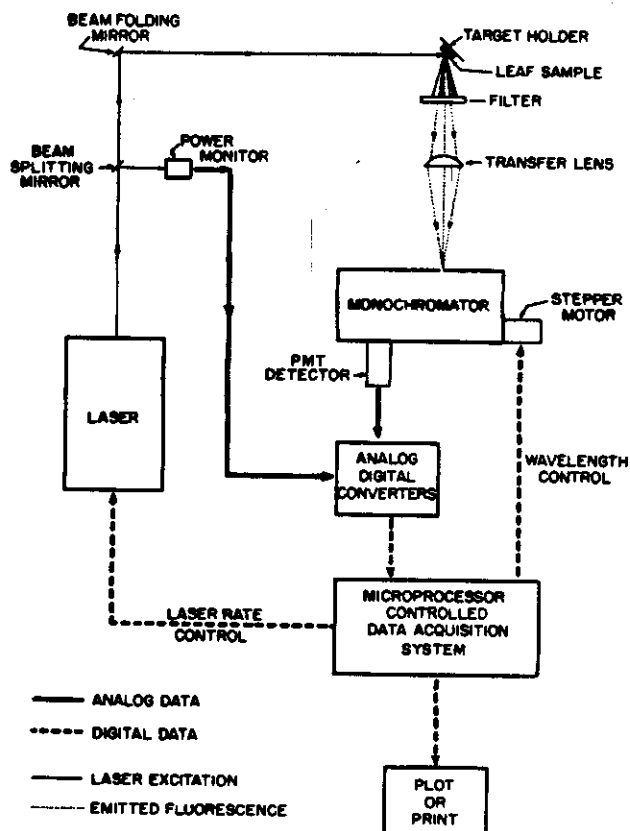 BEAM FOLDING
MIRROR
TARGET HOLDER
LEAF SAMPLE
FILTER
BEAM
SPLITTING
MIRROR
POWER
MONITOR
TRANSFER LENS
MONOCHROMATOR
STEPPER
MOTOR
PMT
DETECTOR
LASER
ANALOG
DIGITAL
CONVERTERS
WAVELENGTH
CONTROL
MICROPROCESSOR
CONTROLLED
DATA ACQUISITION
SYSTEM
LASER RATE
CONTROL
ANALOG DATA
DIGITAL DATA
LASER EXCITATION
EMITTED FLUORESCENCE
PLOT
OR
PRINT